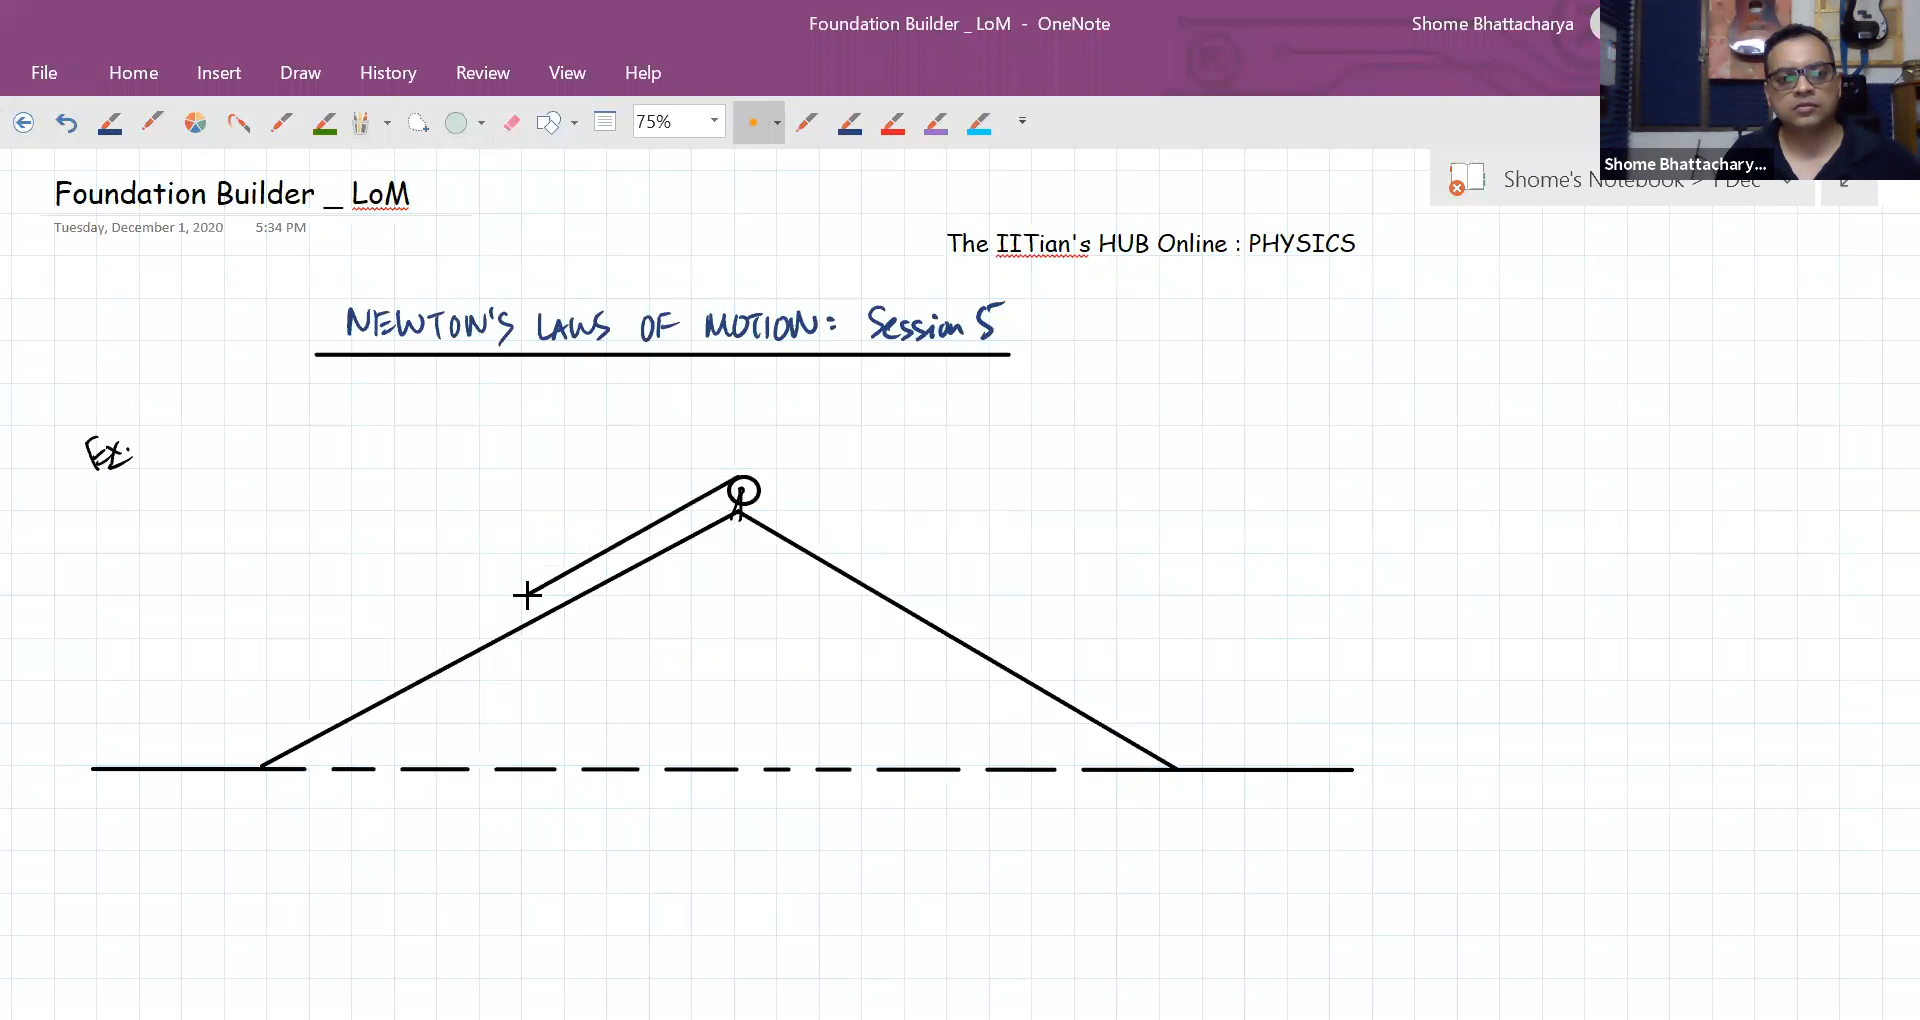 Foundation Builder _ LoM - OneNote
Shome Bhattacharya
File Home Insert Draw History Review View Help
75%
Shome Bhattachary...
Shome's Notebook > 1 Dec
Foundation Builder _ LoM
Tuesday, December 1, 2020 5:34 PM
The IITian's HUB Online : PHYSICS
NEWTON'S LAWS OF MOTION: Session 5
Ex: